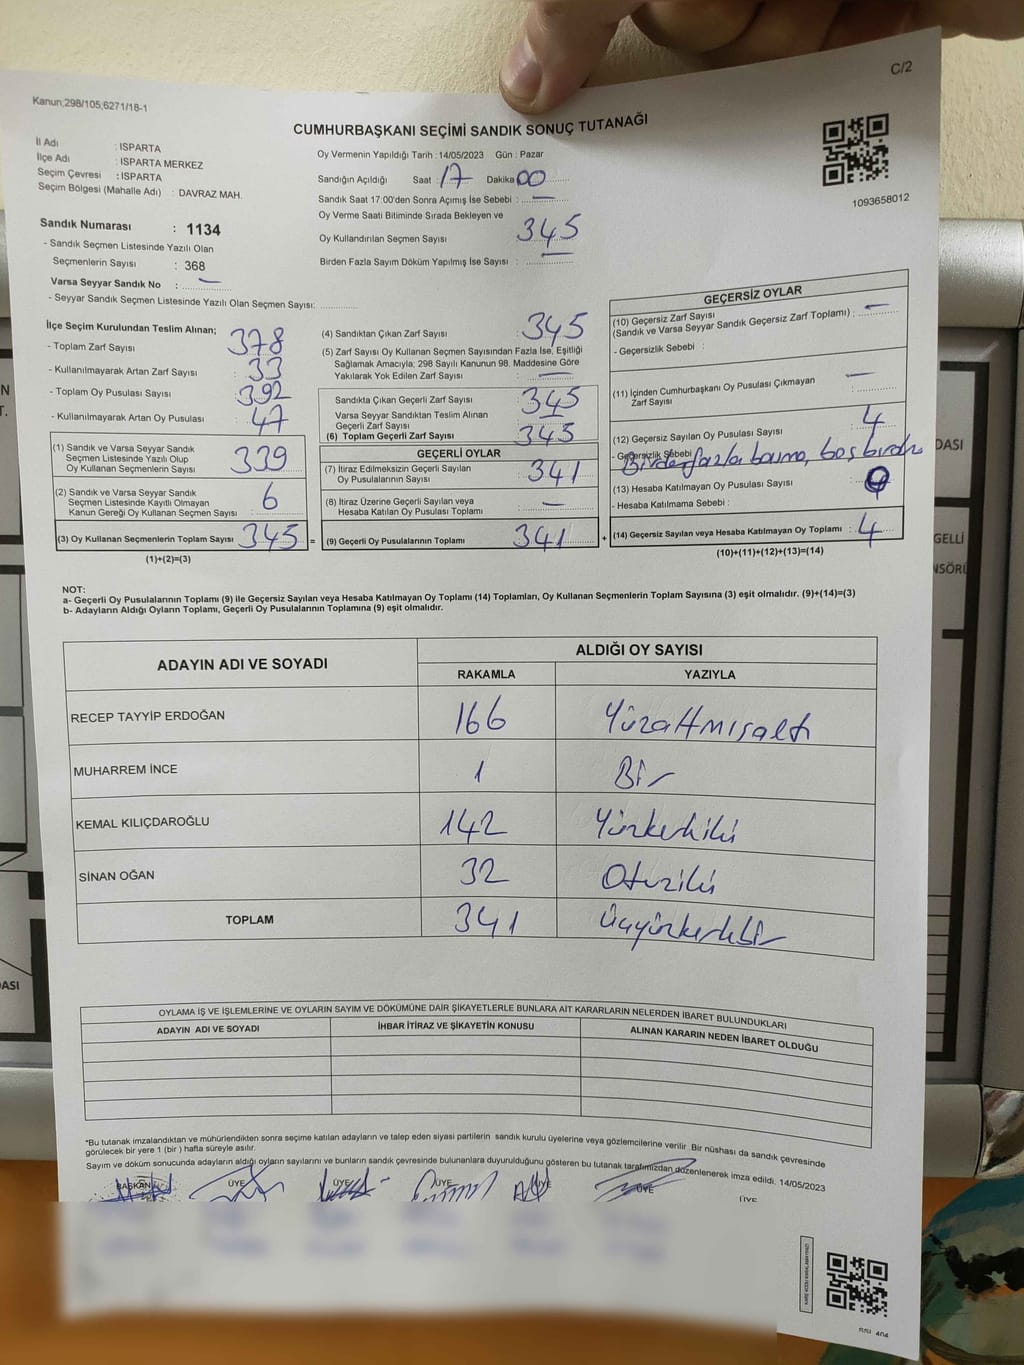 C/2
Kanun;298/105;6271/18-1
CUMHURBAŞKANI SEÇİMİ SANDIK SONUÇ TUTANAĞI
İl Adı : ISPARTA
İlçe Adı : ISPARTA MERKEZ
Seçim Çevresi : ISPARTA
Seçim Bölgesi (Mahalle Adı) : DAVRAZ MAH.
Oy Vermenin Yapıldığı Tarih : 14/05/2023 Gün : Pazar
Sandığın Açıldığı Saat : 17 Dakika 00
Sandık Saat 17:00'den Sonra Açımış İse Sebebi : —
Oy Verme Saati Bitiminde Sırada Bekleyen ve
Oy Kullandırılan Seçmen Sayısı : 345
Birden Fazla Sayım Döküm Yapılmış İse Sayısı : —
1093658012
Sandık Numarası : 1134
- Sandık Seçmen Listesinde Yazılı Olan
Seçmenlerin Sayısı : 368
Varsa Seyyar Sandık No : —
- Seyyar Sandık Seçmen Listesinde Yazılı Olan Seçmen Sayısı:
İlçe Seçim Kurulundan Teslim Alınan;
- Toplam Zarf Sayısı : 378
- Kullanılmayarak Artan Zarf Sayısı : 33
- Toplam Oy Pusulası Sayısı : 392
- Kullanılmayarak Artan Oy Pusulası : 47
(1) Sandık ve Varsa Seyyar Sandık
Seçmen Listesinde Yazılı Olup
Oy Kullanan Seçmenlerin Sayısı : 339
(2) Sandık ve Varsa Seyyar Sandık
Seçmen Listesinde Kayıtlı Olmayan
Kanun Gereği Oy Kullanan Seçmen Sayısı : 6
(3) Oy Kullanan Seçmenlerin Toplam Sayısı : 345 =
(1)+(2)=(3)
(4) Sandıktan Çıkan Zarf Sayısı : 345
(5) Zarf Sayısı Oy Kullanan Seçmen Sayısından Fazla İse, Eşitliği
Sağlamak Amacıyla; 298 Sayılı Kanunun 98. Maddesine Göre
Yakılarak Yok Edilen Zarf Sayısı : —
Sandıkta Çıkan Geçerli Zarf Sayısı : 345
Varsa Seyyar Sandıktan Teslim Alınan
Geçerli Zarf Sayısı : —
(6) Toplam Geçerli Zarf Sayısı : 345
GEÇERLİ OYLAR
(7) İtiraz Edilmeksizin Geçerli Sayılan
Oy Pusulalarının Sayısı : 341
(8) İtiraz Üzerine Geçerli Sayılan veya
Hesaba Katılan Oy Pusulası Toplamı : —
(9) Geçerli Oy Pusulalarının Toplamı : 341 +
GEÇERSİZ OYLAR
(10) Geçersiz Zarf Sayısı
(Sandık ve Varsa Seyyar Sandık Geçersiz Zarf Toplamı) : —
- Geçersizlik Sebebi :
(11) İçinden Cumhurbaşkanı Oy Pusulası Çıkmayan
Zarf Sayısı : —
(12) Geçersiz Sayılan Oy Pusulası Sayısı : 4
- Geçersizlik Sebebi Birden fazla basma, boş
(13) Hesaba Katılmayan Oy Pusulası Sayısı :
- Hesaba Katılmama Sebebi :
(14) Geçersiz Sayılan veya Hesaba Katılmayan Oy Toplamı : 4
(10)+(11)+(12)+(13)=(14)
NOT:
a- Geçerli Oy Pusulalarının Toplamı (9) ile Geçersiz Sayılan veya Hesaba Katılmayan Oy Toplamı (14) Toplamları, Oy Kullanan Seçmenlerin Toplam Sayısına (3) eşit olmalıdır. (9)+(14)=(3)
b- Adayların Aldığı Oyların Toplamı, Geçerli Oy Pusulalarının Toplamına (9) eşit olmalıdır.
ADAYIN ADI VE SOYADI ALDIĞI OY SAYISI
RAKAMLA YAZIYLA
RECEP TAYYİP ERDOĞAN 166 Yüzaltmışaltı
MUHARREM İNCE 1 Bir
KEMAL KILIÇDAROĞLU 142 Yüzkırkiki
SİNAN OĞAN 32 Otuziki
TOPLAM 341 Üçyüzkırkbir
OYLAMA İŞ VE İŞLEMLERİNE VE OYLARIN SAYIM VE DÖKÜMÜNE DAİR ŞİKAYETLERLE BUNLARA AİT KARARLARIN NELERDEN İBARET BULUNDUKLARI
ADAYIN ADI VE SOYADI İHBAR İTİRAZ VE ŞİKAYETİN KONUSU ALINAN KARARIN NEDEN İBARET OLDUĞU
*Bu tutanak imzalandıktan ve mühürlendikten sonra seçime katılan adayların ve talep eden siyasi partilerin sandık kurulu üyelerine veya gözlemcilerine verilir .Bir nüshası da sandık çevresinde
görülecek bir yere 1 (bir ) hafta süreyle asılır.
Sayım ve döküm sonucunda adayların aldığı oyların sayılarını ve bunların sandık çevresinde bulunanlara duyurulduğunu gösteren bu tutanak tarafımızdan düzenlenerek imza edildi. 14/05/2023
BAŞKAN ÜYE ÜYE ÜYE ÜYE ÜYE ÜYE
DASI
GELLİ
NSÖRL
DASI